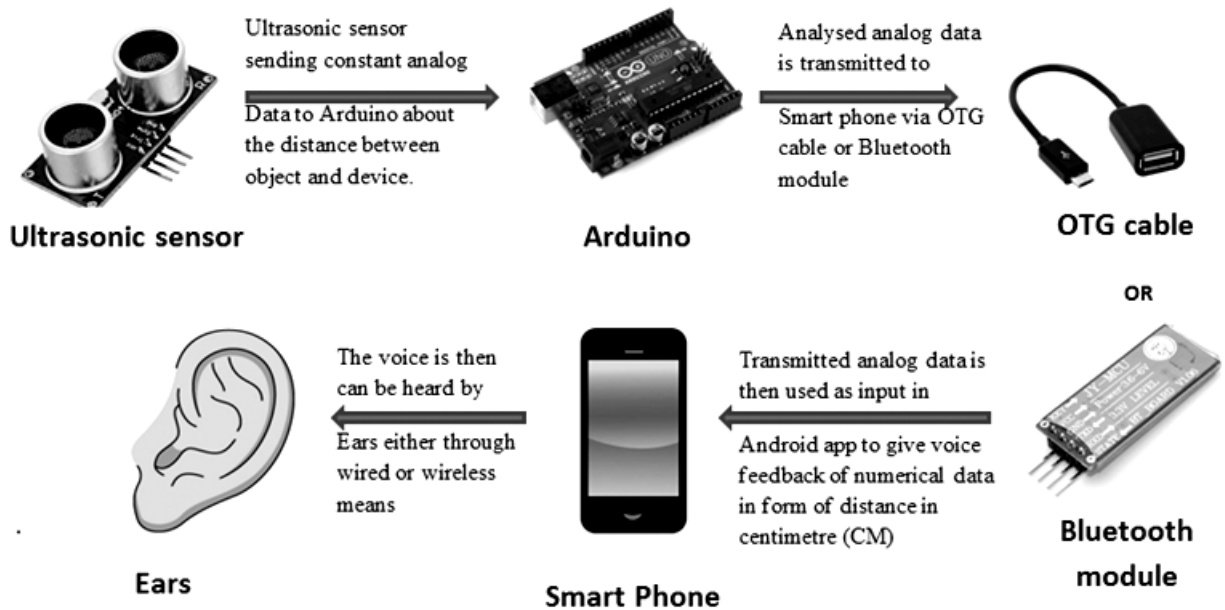 Ultrasonic sensor
sending constant analog
Data to Arduino about
the distance between
object and device.
Analysed analog data
is transmitted to
Smart phone via OTG
cable or Bluetooth
module
UNO
Ultrasonic sensor
Arduino
OTG cable
OR
The voice is then
can be heard by
Ears either through
wired or wireless
means
Transmitted analog data is
then used as input in
Android app to give voice
feedback of numerical data
in form of distance in
centimetre (CM)
JY-MCU
Ears
Smart Phone
Bluetooth
module